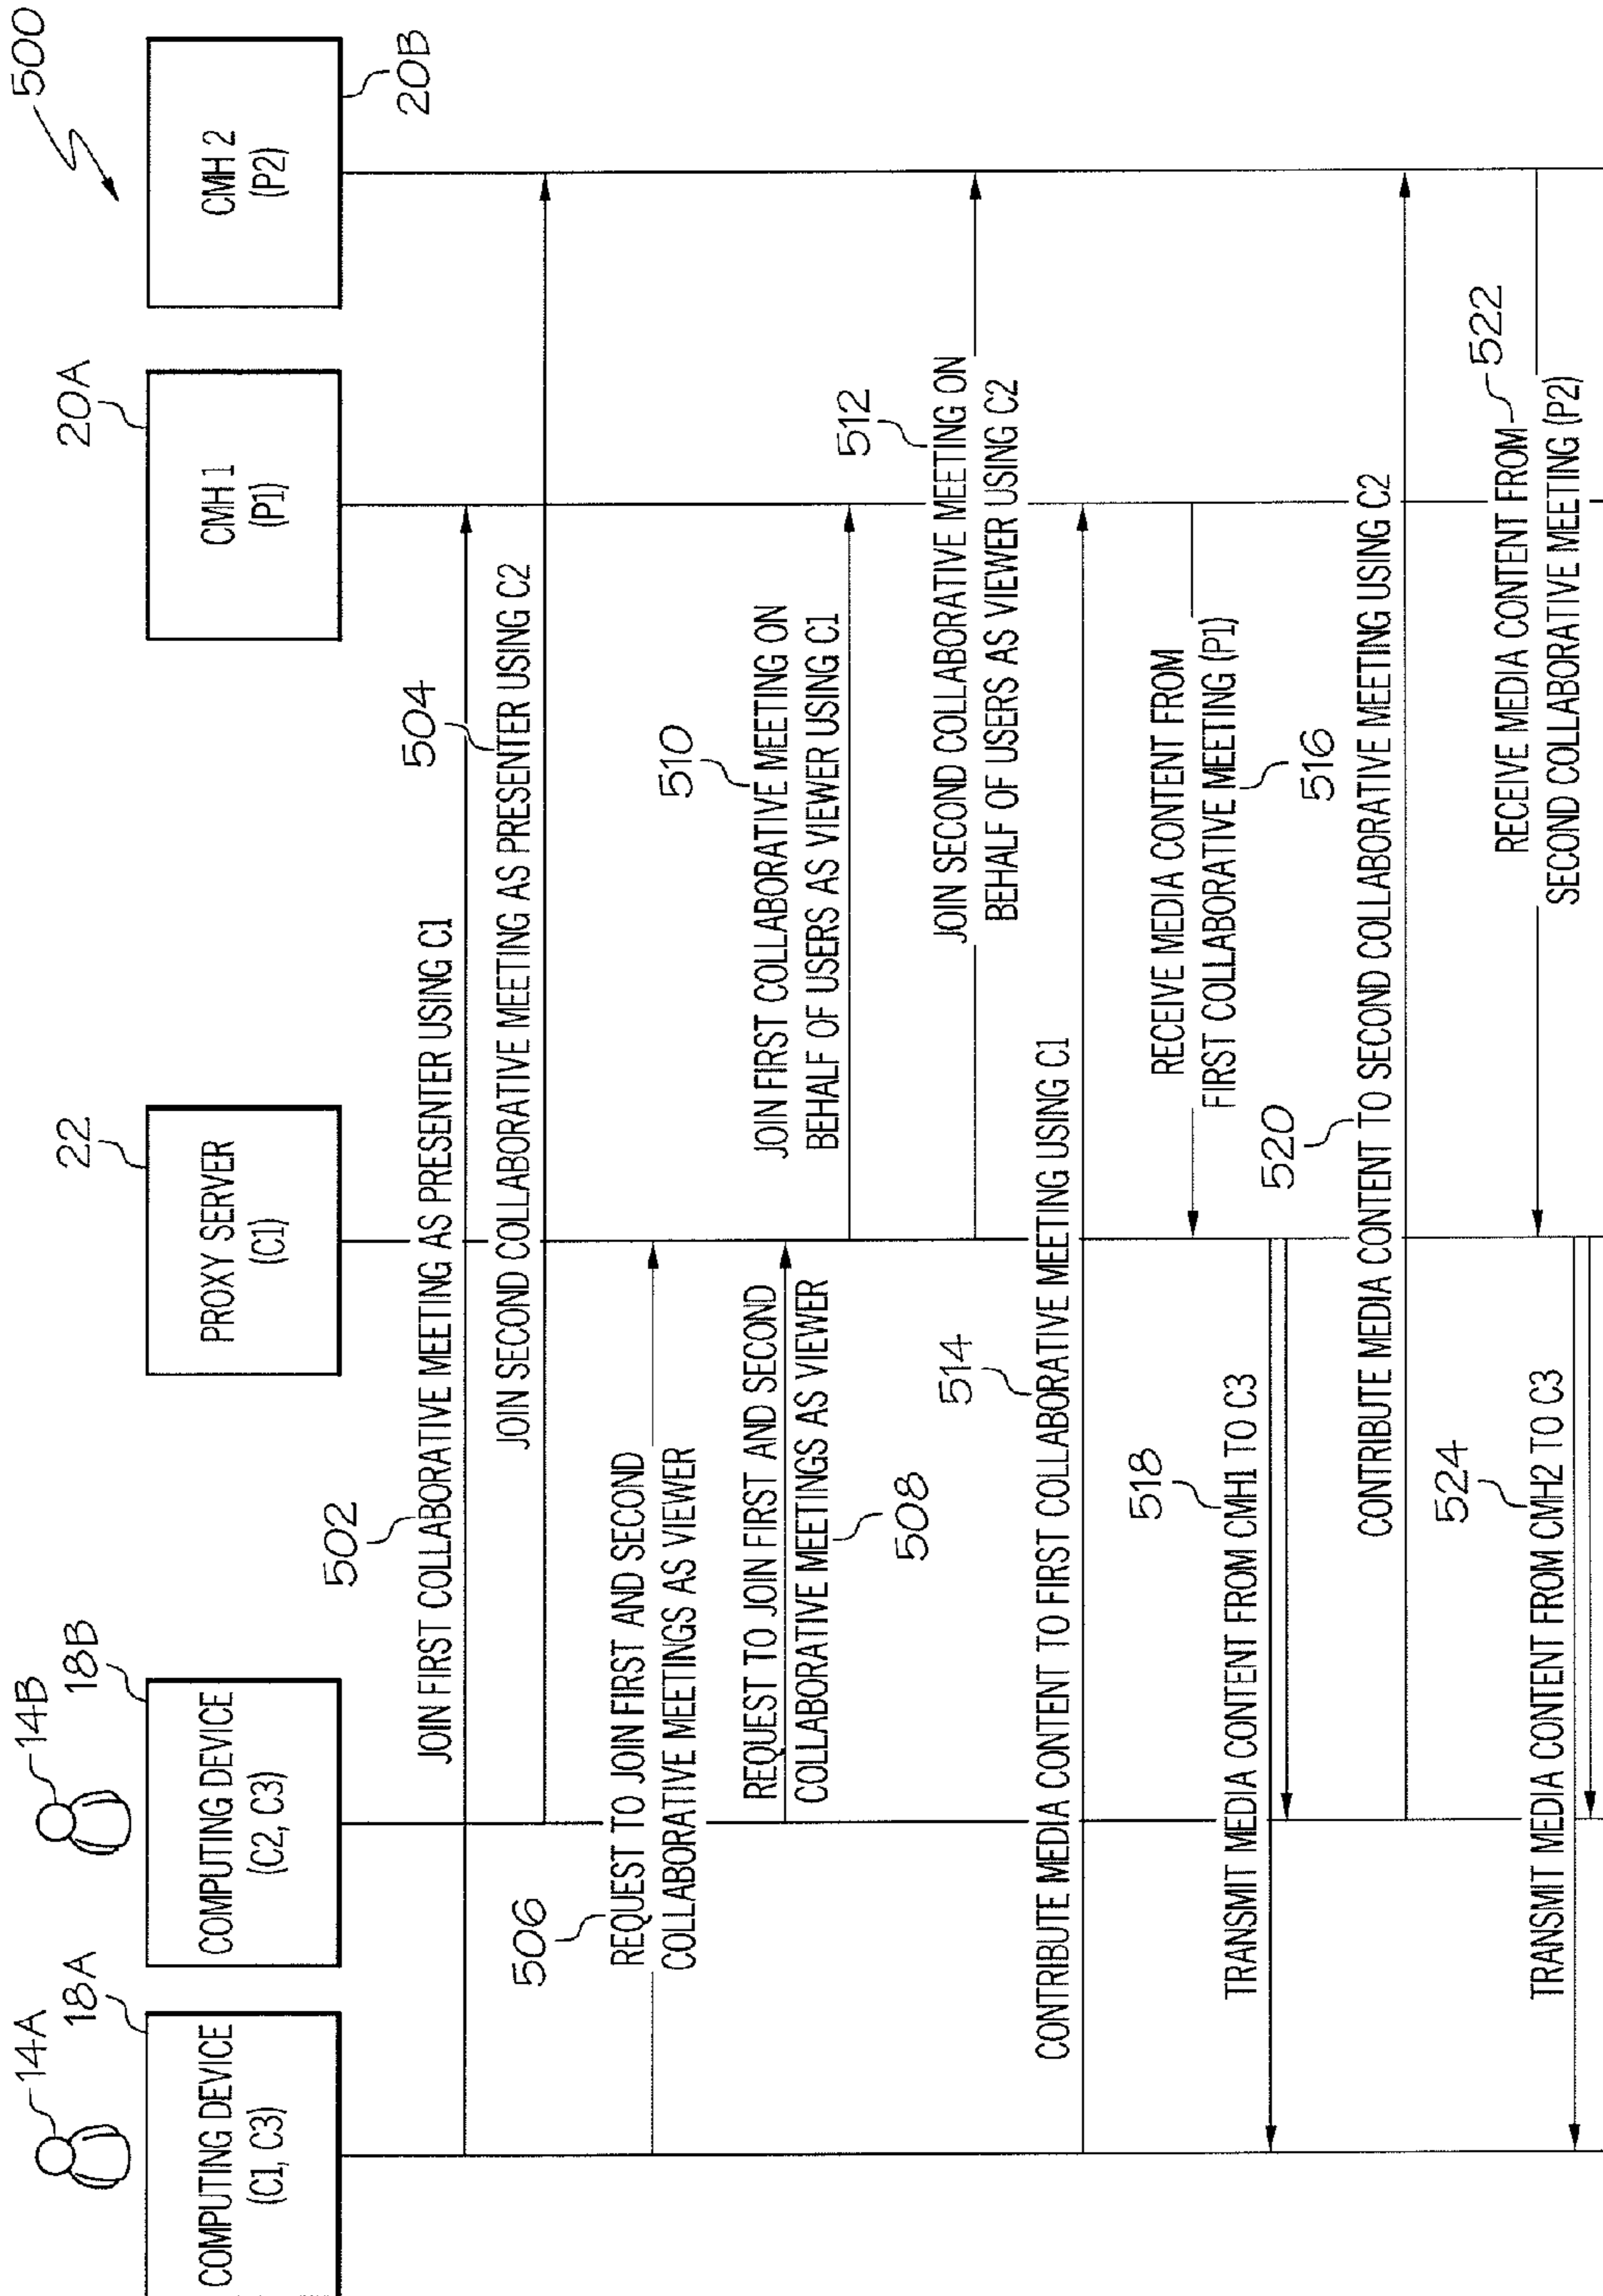 500
14A
18A
COMPUTING DEVICE
(C1, C3)
14B
18B
COMPUTING DEVICE
(C2, C3)
22
PROXY SERVER
(C1)
20A
CMH 1
(P1)
CMH 2
(P2)
20B
502
JOIN FIRST COLLABORATIVE MEETING AS PRESENTER USING C1
504
JOIN SECOND COLLABORATIVE MEETING AS PRESENTER USING C2
506
REQUEST TO JOIN FIRST AND SECOND
COLLABORATIVE MEETINGS AS VIEWER
REQUEST TO JOIN FIRST AND SECOND
COLLABORATIVE MEETINGS AS VIEWER
508
510
JOIN FIRST COLLABORATIVE MEETING ON
BEHALF OF USERS AS VIEWER USING C1
512
JOIN SECOND COLLABORATIVE MEETING ON
BEHALF OF USERS AS VIEWER USING C2
514
CONTRIBUTE MEDIA CONTENT TO FIRST COLLABORATIVE MEETING USING C1
RECEIVE MEDIA CONTENT FROM
FIRST COLLABORATIVE MEETING (P1)
516
518
TRANSMIT MEDIA CONTENT FROM CMH1 TO C3
520
CONTRIBUTE MEDIA CONTENT TO SECOND COLLABORATIVE MEETING USING C2
RECEIVE MEDIA CONTENT FROM
522
SECOND COLLABORATIVE MEETING (P2)
524
TRANSMIT MEDIA CONTENT FROM CMH2 TO C3